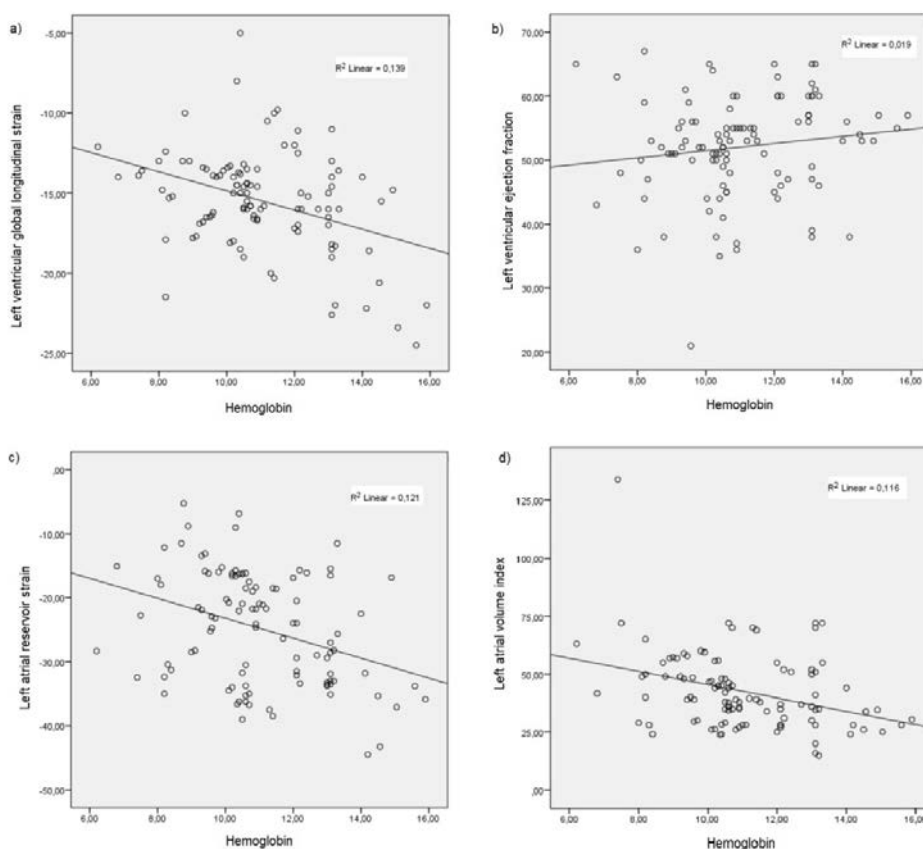 a)
Left ventricular global longitudinal strain
-5,00
-10,00
-15,00
-20,00
-25,00
R² Linear = 0,139
6,00 8,00 10,00 12,00 14,00 16,00
Hemoglobin
b)
Left ventricular ejection fraction
70,00
60,00
50,00
40,00
30,00
20,00
R² Linear = 0,019
6,00 8,00 10,00 12,00 14,00 16,00
Hemoglobin
c)
Left atrial reservoir strain
,00
-10,00
-20,00
-30,00
-40,00
-50,00
R² Linear = 0,121
6,00 8,00 10,00 12,00 14,00 16,00
Hemoglobin
d)
Left atrial volume index
125,00
100,00
75,00
50,00
25,00
,00
R² Linear = 0,116
6,00 8,00 10,00 12,00 14,00 16,00
Hemoglobin